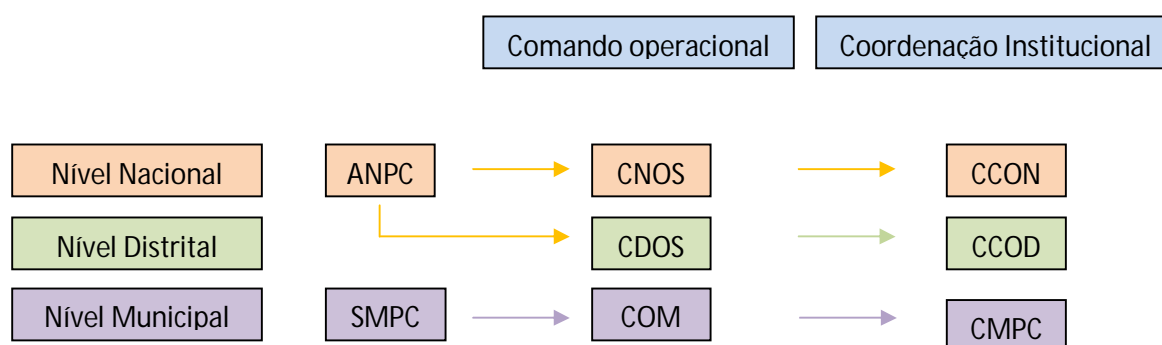 Comando operacional
Coordenação Institucional
Nível Nacional
ANPC
CNOS
CCON
Nível Distrital
CDOS
CCOD
Nível Municipal
SMPC
COM
CMPC